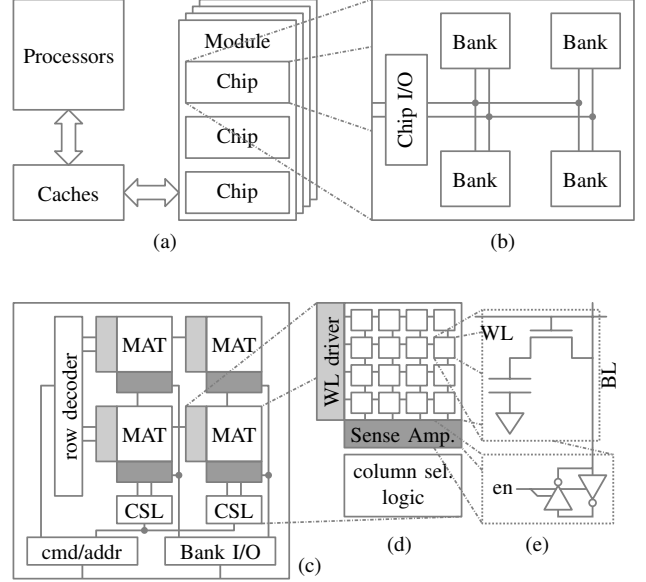 Processors
Caches
Module
Chip
Chip
Chip
(a)
Chip I/O
Bank
Bank
Bank
Bank
(b)
row decoder
MAT
MAT
MAT
MAT
CSL
CSL
cmd/addr
Bank I/O
(c)
WL driver
Sense Amp.
column sel.
logic
(d)
WL
BL
en
(e)